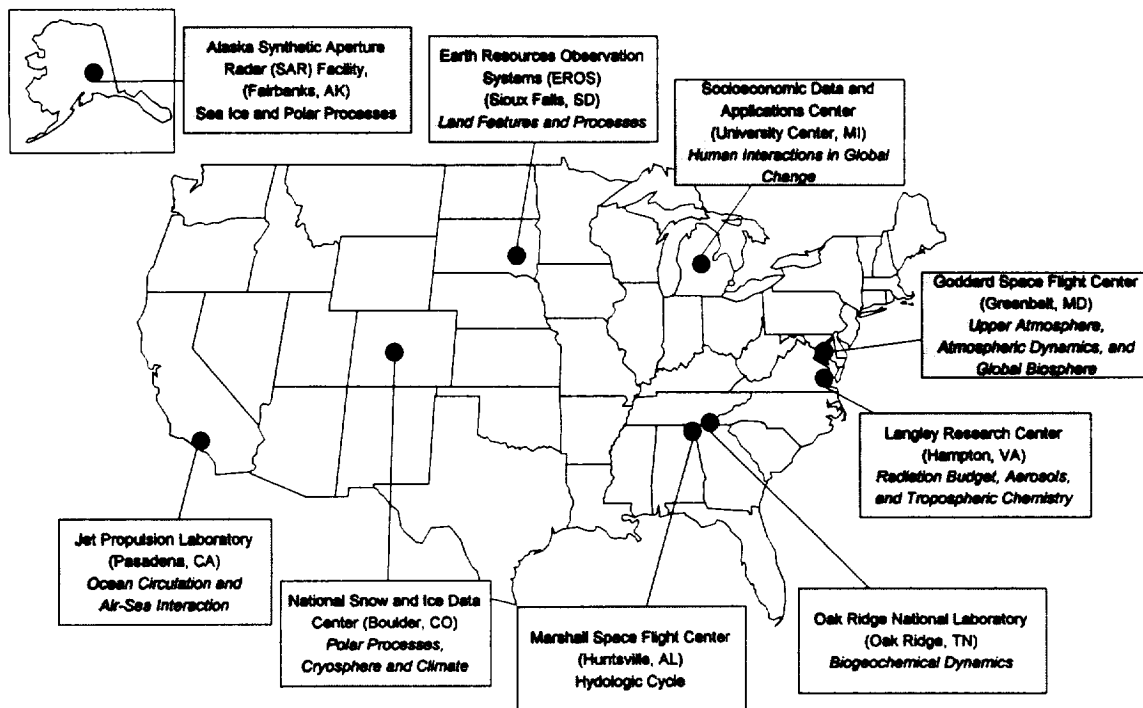 Alaska Synthetic Aperture
Radar (SAR) Facility,
(Fairbanks, AK)
Sea Ice and Polar Processes
Earth Resources Observation
Systems (EROS)
(Sioux Falls, SD)
Land Features and Processes
Socioeconomic Data and
Applications Center
(University Center, MI)
Human Interactions in Global
Change
Goddard Space Flight Center
(Greenbelt, MD)
Upper Atmosphere,
Atmospheric Dynamics, and
Global Biosphere
Langley Research Center
(Hampton, VA)
Radiation Budget, Aerosols,
and Tropospheric Chemistry
Jet Propulsion Laboratory
(Pasadena, CA)
Ocean Circulation and
Air-Sea Interaction
National Snow and Ice Data
Center (Boulder, CO)
Polar Processes,
Cryosphere and Climate
Marshall Space Flight Center
(Huntsville, AL)
Hydologic Cycle
Oak Ridge National Laboratory
(Oak Ridge, TN)
Biogeochemical Dynamics